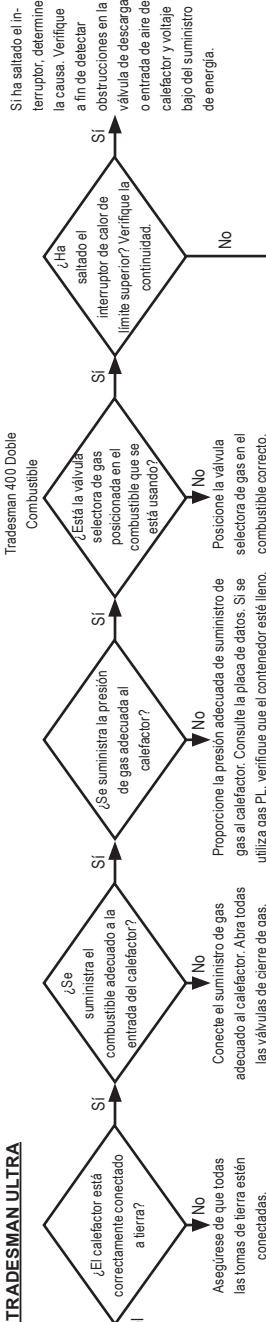 TRADESMAN ULTRA
¿El calefactor está
correctamente conectado
a tierra?
Sí
No
Asegúrese de que todas
las tomas de tierra estén
conectadas.
¿Se
suministra el
combustible adecuado a la
entrada del calefactor?
Sí
No
Conecte el suministro de gas
adecuado al calefactor. Abra todas
las válvulas de cierre de gas.
¿Se suministra la presión
de gas adecuada al
calefactor?
Sí
No
Proporcione la presión adecuada de suministro de
gas al calefactor. Consulte la placa de datos. Si se
utiliza gas PL, verifique que el contenedor esté lleno.
Tradesman 400 Doble
Combustible
¿Está la válvula
selectora de gas
posicionada en el
combustible que se
está usando?
Sí
No
Posicione la válvula
selectora de gas en el
combustible correcto.
¿Ha
saltado el
interruptor de calor de
límite superior? Verifique la
continuidad.
Sí
No
Si ha saltado el in-
terruptor, determine
la causa. Verifique
a fin de detectar
obstrucciones en la
válvula de descarga
o entrada de aire de
calefactor y voltaje
bajo del suministro
de energía.